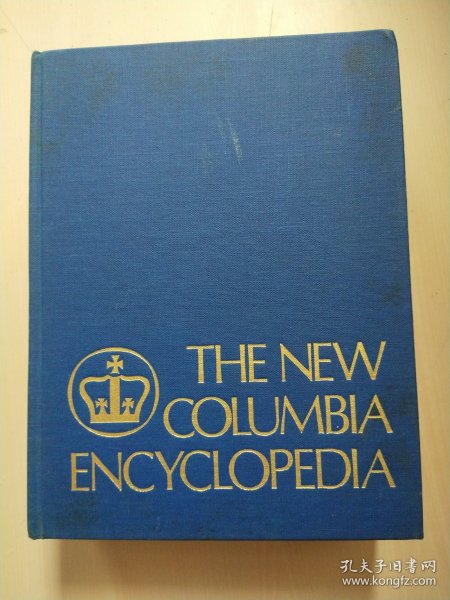 THE NEW
COLUMBIA
ENCYCLOPEDIA
孔夫子旧书网
www.kongfz.com